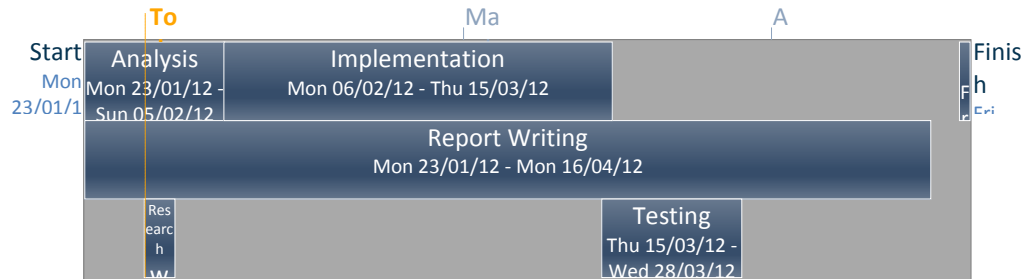 To
Ma
A
Start
Mon
23/01/1
Analysis
Mon 23/01/12 -
Sun 05/02/12
Implementation
Mon 06/02/12 - Thu 15/03/12
Fr
Finis
h
Fri
Report Writing
Mon 23/01/12 - Mon 16/04/12
Res
earc
h
W
Testing
Thu 15/03/12 -
Wed 28/03/12